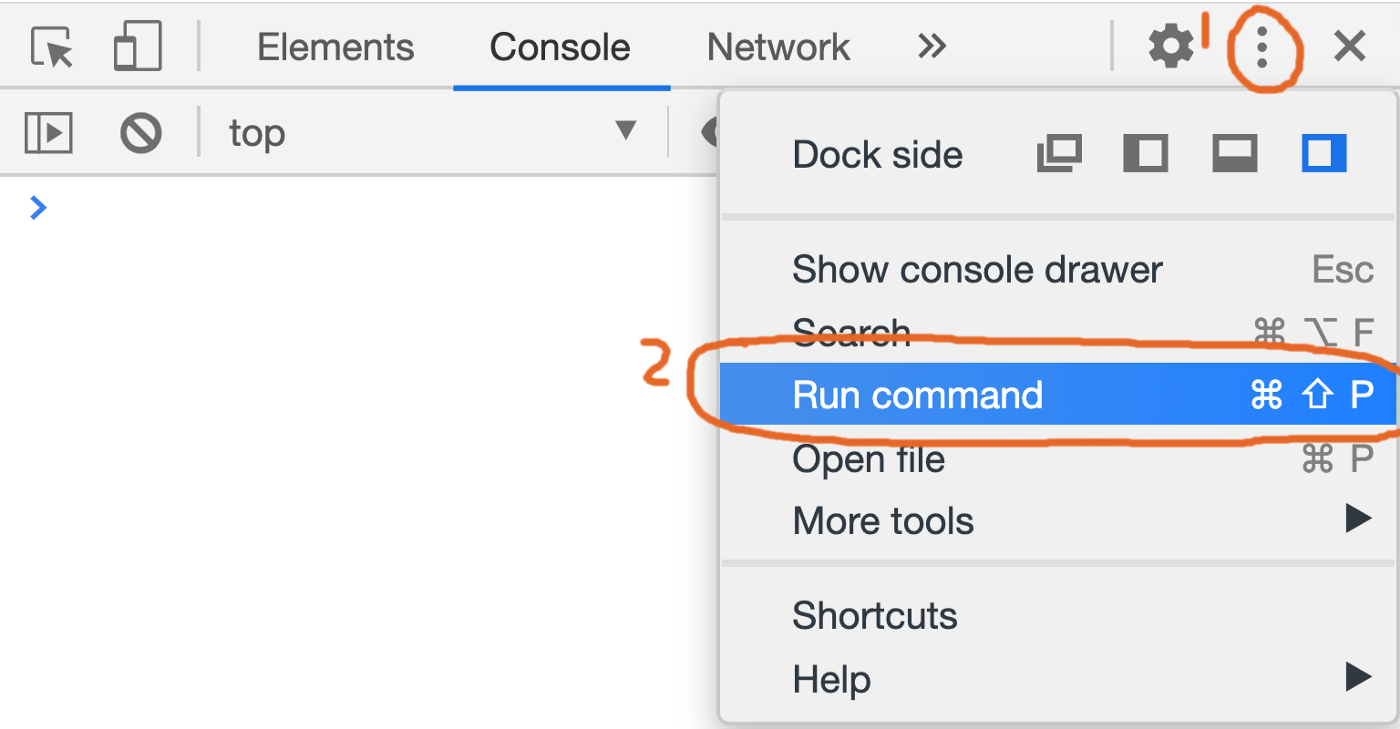 Elements Console Network » 1
top
Dock side
Show console drawer Esc
Search ⌘ ⌥ F
2
Run command ⌘ ⇧ P
Open file ⌘ P
More tools
Shortcuts
Help